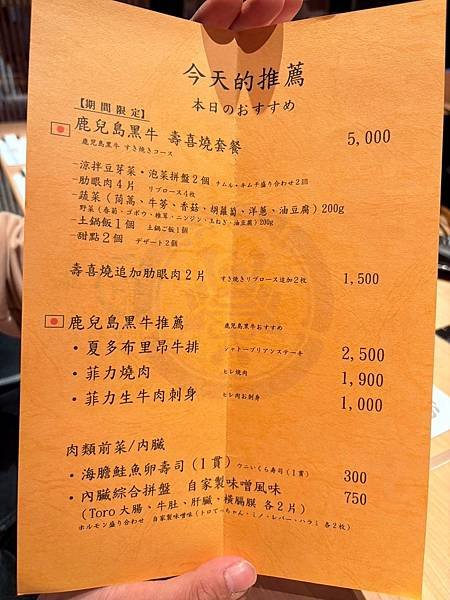 今天的推薦
本日のおすすめ
【期間限定】
鹿兒島黑牛 壽喜燒套餐 5,000
鹿児島黒牛 すき焼きコース
–涼拌豆芽菜・泡菜拼盤2個 ナムル・キムチ盛り合わせ2皿
–肋眼肉4片 リブロース4枚
–蔬菜(茼蒿、牛蒡、香菇、胡蘿蔔、洋蔥、油豆腐)200g
野菜(春菊・ゴボウ・椎茸・ニンジン・玉ねぎ・油豆腐)200g
–土鍋飯1個 土鍋ご飯1個
–甜點2個 デザート2個
壽喜燒追加肋眼肉2片 すき焼きリブロース追加2枚 1,500
鹿兒島黑牛推薦 鹿児島黒牛おすすめ
・夏多布里昂牛排 シャトーブリアンステーキ 2,500
・菲力燒肉 ヒレ焼肉 1,900
・菲力生牛肉刺身 ヒレ肉お刺身 1,000
肉類前菜/內臟
・海膽鮭魚卵壽司(1貫) ウニいくら寿司(1貫) 300
・內臟綜合拼盤 自家製味噌風味 750
(Toro大腸、牛肚、肝臟、橫膈膜 各2片)
ホルモン盛り合わせ 自家製味噌味(トロてっちゃん・ミノ・レバー・ハラミ 各2枚)